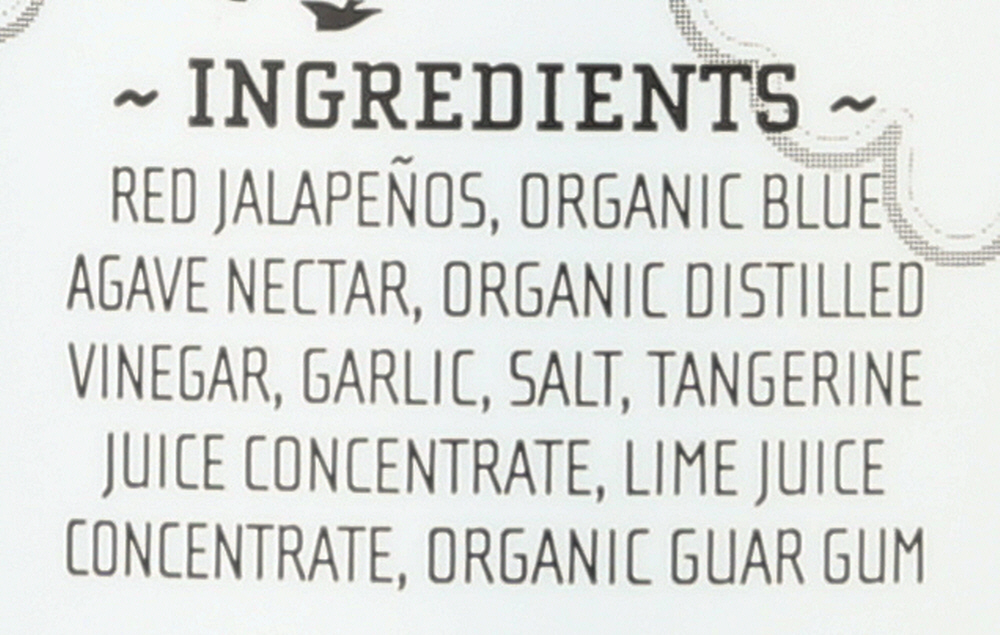 ~ INGREDIENTS ~
RED JALAPEÑOS, ORGANIC BLUE
AGAVE NECTAR, ORGANIC DISTILLED
VINEGAR, GARLIC, SALT, TANGERINE
JUICE CONCENTRATE, LIME JUICE
CONCENTRATE, ORGANIC GUAR GUM